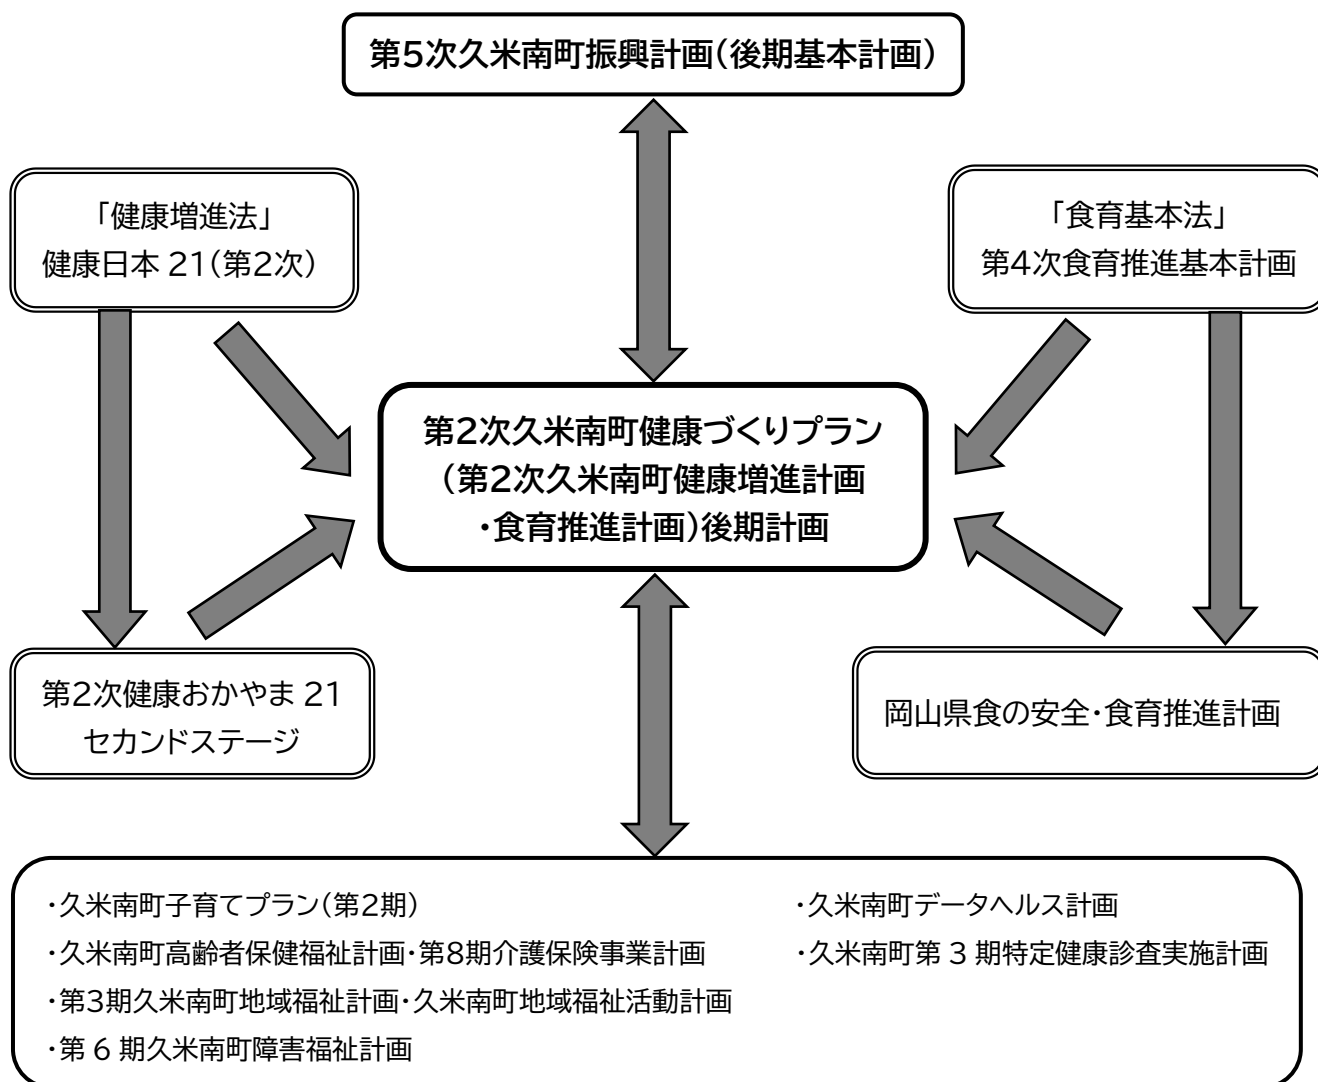 第5次久米南町振興計画(後期基本計画)
「健康増進法」
健康日本 21(第2次)
「食育基本法」
第4次食育推進基本計画
第2次久米南町健康づくりプラン
(第2次久米南町健康増進計画
・食育推進計画)後期計画
第2次健康おかやま 21
セカンドステージ
岡山県食の安全・食育推進計画
・久米南町子育てプラン(第2期)
・久米南町高齢者保健福祉計画・第8期介護保険事業計画
・第3期久米南町地域福祉計画・久米南町地域福祉活動計画
・第 6 期久米南町障害福祉計画
・久米南町データヘルス計画
・久米南町第 3 期特定健康診査実施計画